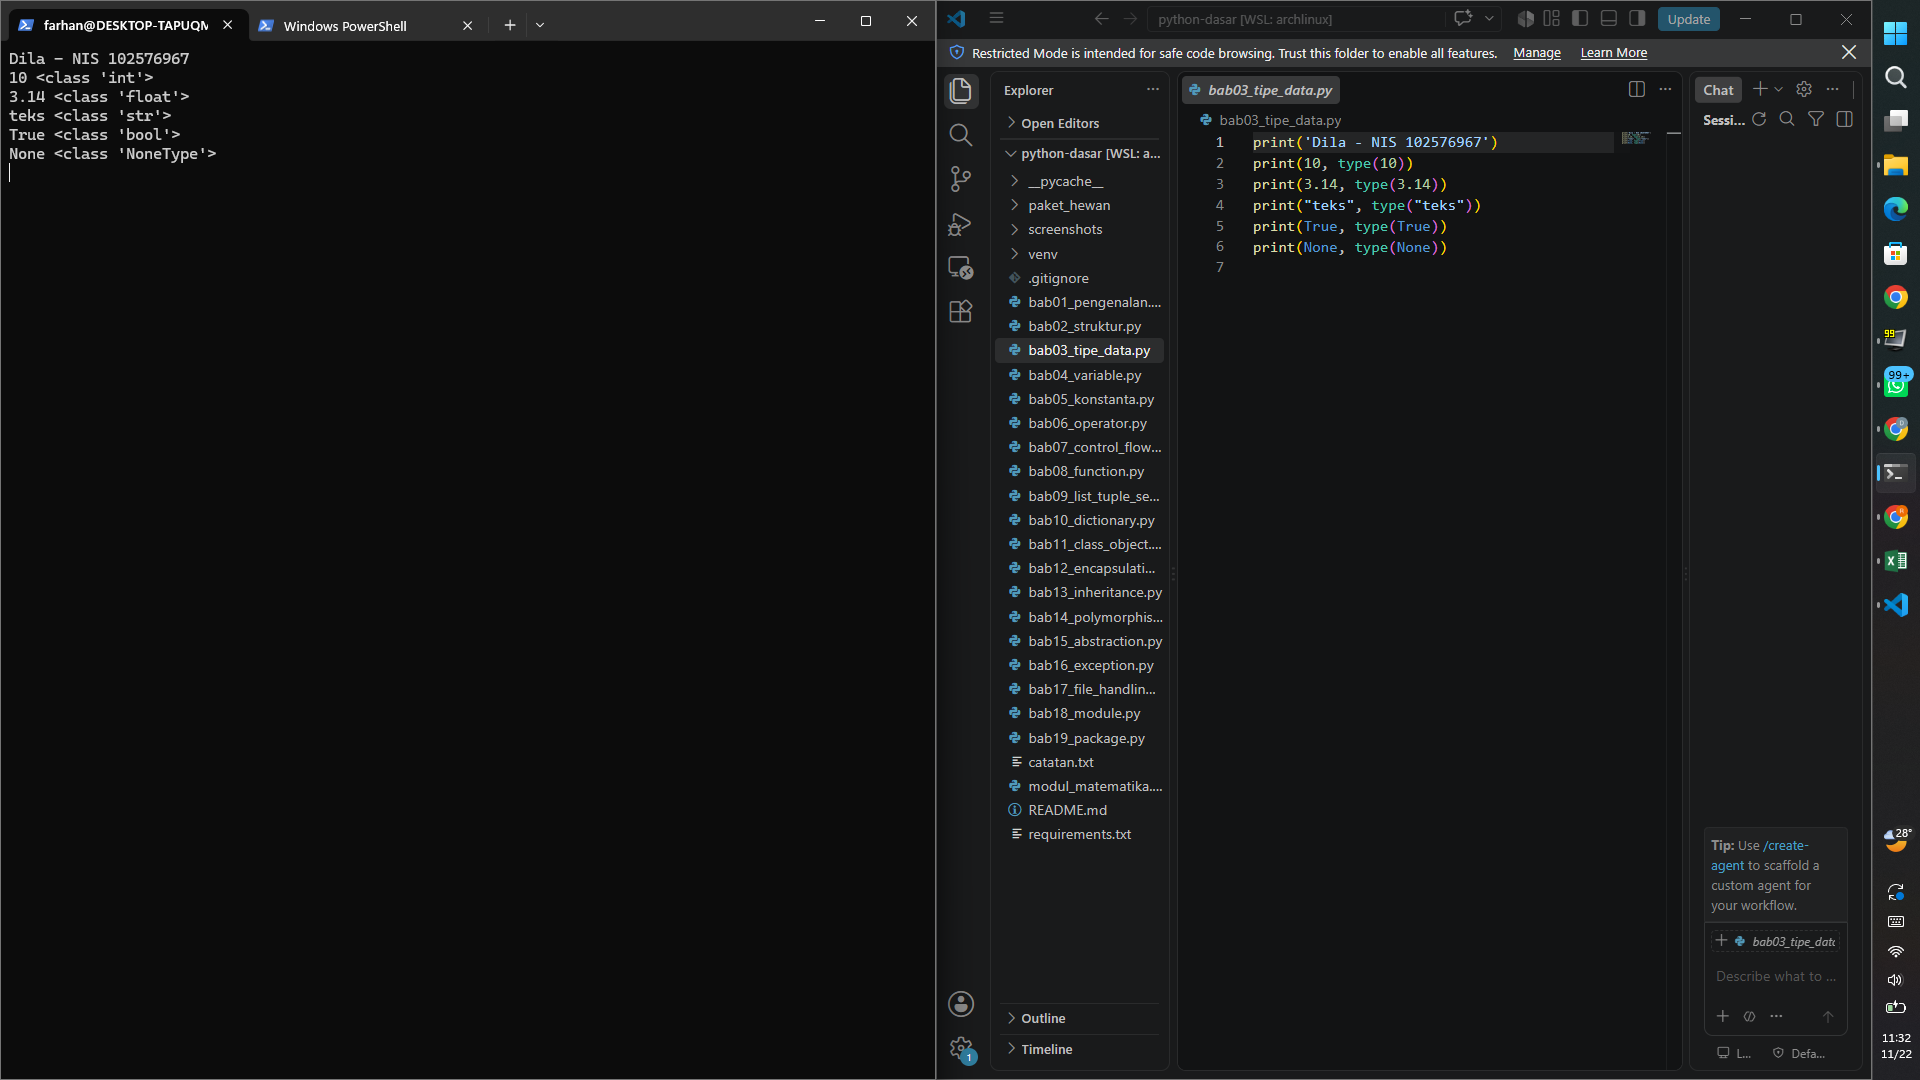 farhan@DESKTOP-TAPUQN
Windows PowerShell
Dila - NIS 102576967
10 <class 'int'>
3.14 <class 'float'>
teks <class 'str'>
True <class 'bool'>
None <class 'NoneType'>
python-dasar [WSL: archlinux]
Update
Restricted Mode is intended for safe code browsing. Trust this folder to enable all features.
Manage
Learn More
Explorer
Open Editors
python-dasar [WSL: a...
__pycache__
paket_hewan
screenshots
venv
.gitignore
bab01_pengenalan....
bab02_struktur.py
bab03_tipe_data.py
bab04_variable.py
bab05_konstanta.py
bab06_operator.py
bab07_control_flow...
bab08_function.py
bab09_list_tuple_se...
bab10_dictionary.py
bab11_class_object....
bab12_encapsulati...
bab13_inheritance.py
bab14_polymorphis...
bab15_abstraction.py
bab16_exception.py
bab17_file_handlin...
bab18_module.py
bab19_package.py
catatan.txt
modul_matematika....
README.md
requirements.txt
Outline
Timeline
1
bab03_tipe_data.py
bab03_tipe_data.py
1 print('Dila - NIS 102576967')
2 print(10, type(10))
3 print(3.14, type(3.14))
4 print("teks", type("teks"))
5 print(True, type(True))
6 print(None, type(None))
7
Chat
Sessi...
Tip: Use /create-
agent to scaffold a
custom agent for
your workflow.
bab03_tipe_data
Describe what to ...
L...
Defa...
99
99+
28°
11:32
11/22